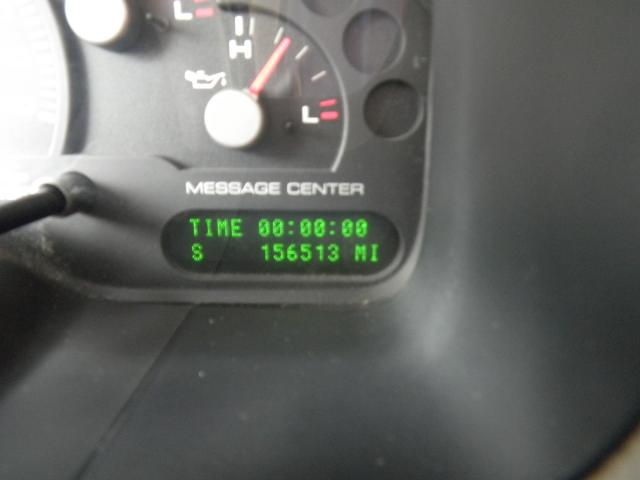 L
H
L
MESSAGE CENTER
TIME 00:00:00
S 156513 MI